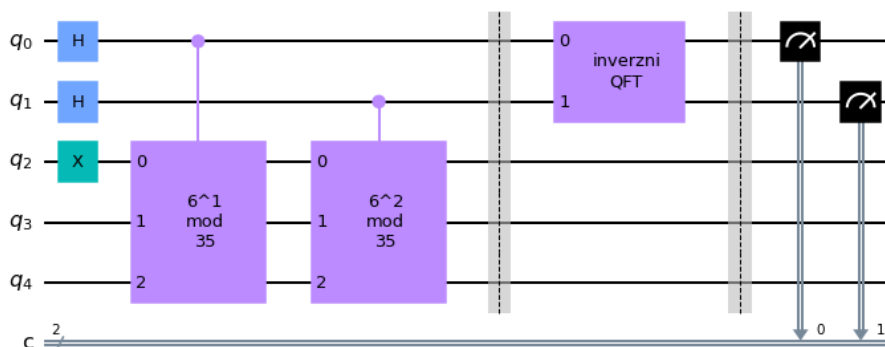 q0 H 0 inverzni
QFT
q1 H 1
q2 X 0 0
q3 1 6^1
mod
35 1 6^2
mod
35
q4 2 2
c 2 0 1